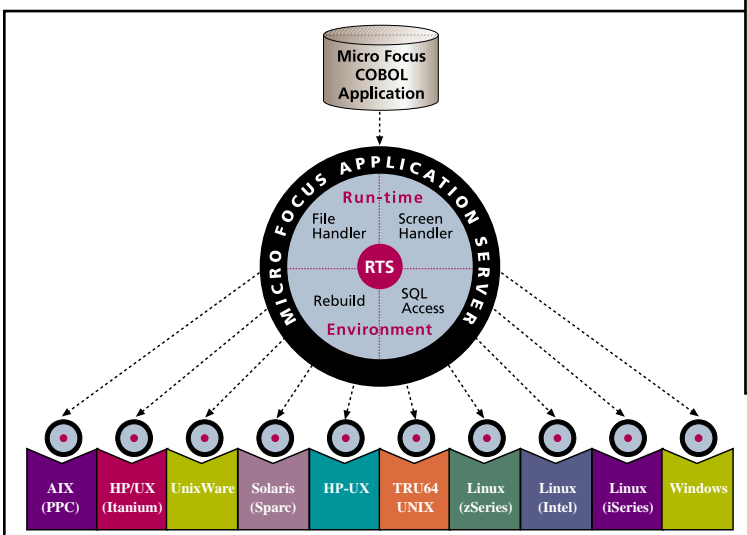 Micro Focus
COBOL
Application
MICRO FOCUS APPLICATION SERVER
Run-time
File
Handler
Screen
Handler
RTS
Rebuild
SQL
Access
Environment
AIX
(PPC)
HP/UX
(Itanium)
UnixWare
Solaris
(Sparc)
HP-UX
TRU64
UNIX
Linux
(zSeries)
Linux
(Intel)
Linux
(iSeries)
Windows